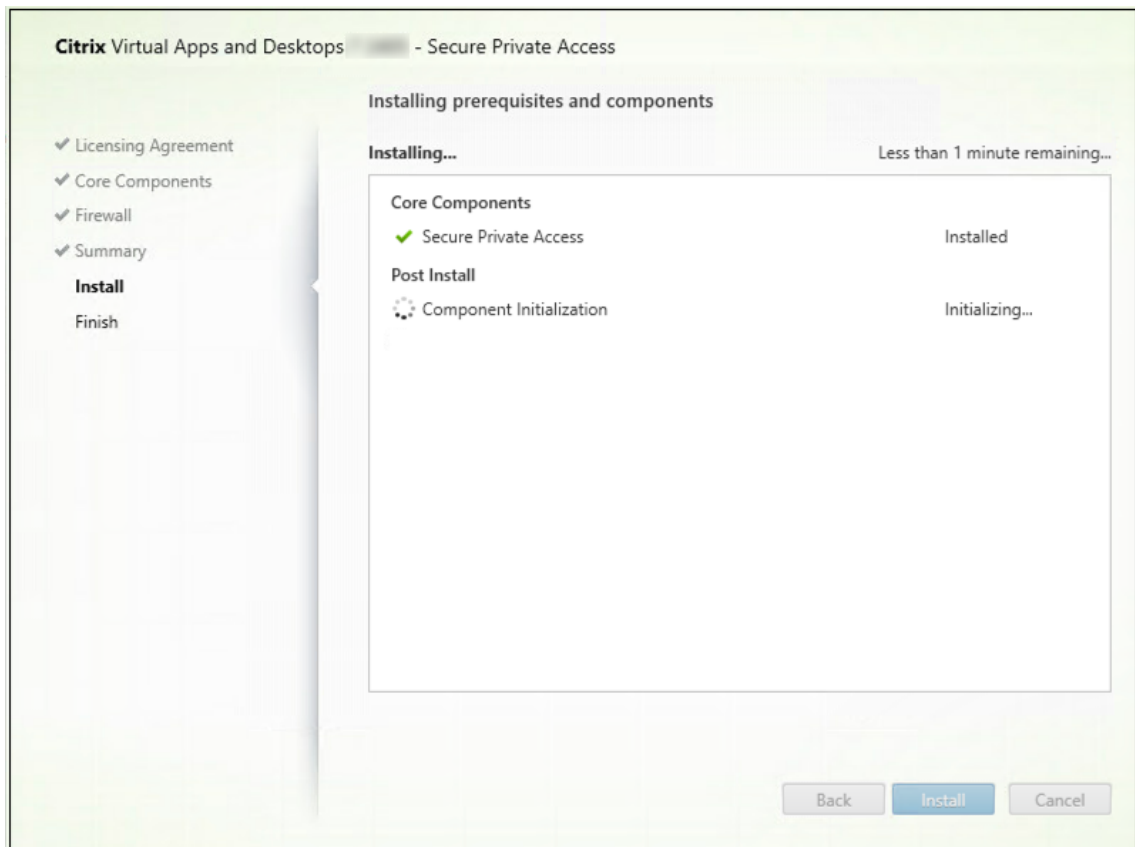 Citrix Virtual Apps and Desktops - Secure Private Access
Installing prerequisites and components
Licensing Agreement
Core Components
Firewall
Summary
Install
Finish
Installing... Less than 1 minute remaining...
Core Components
Secure Private Access Installed
Post Install
Component Initialization Initializing...
Back Install Cancel